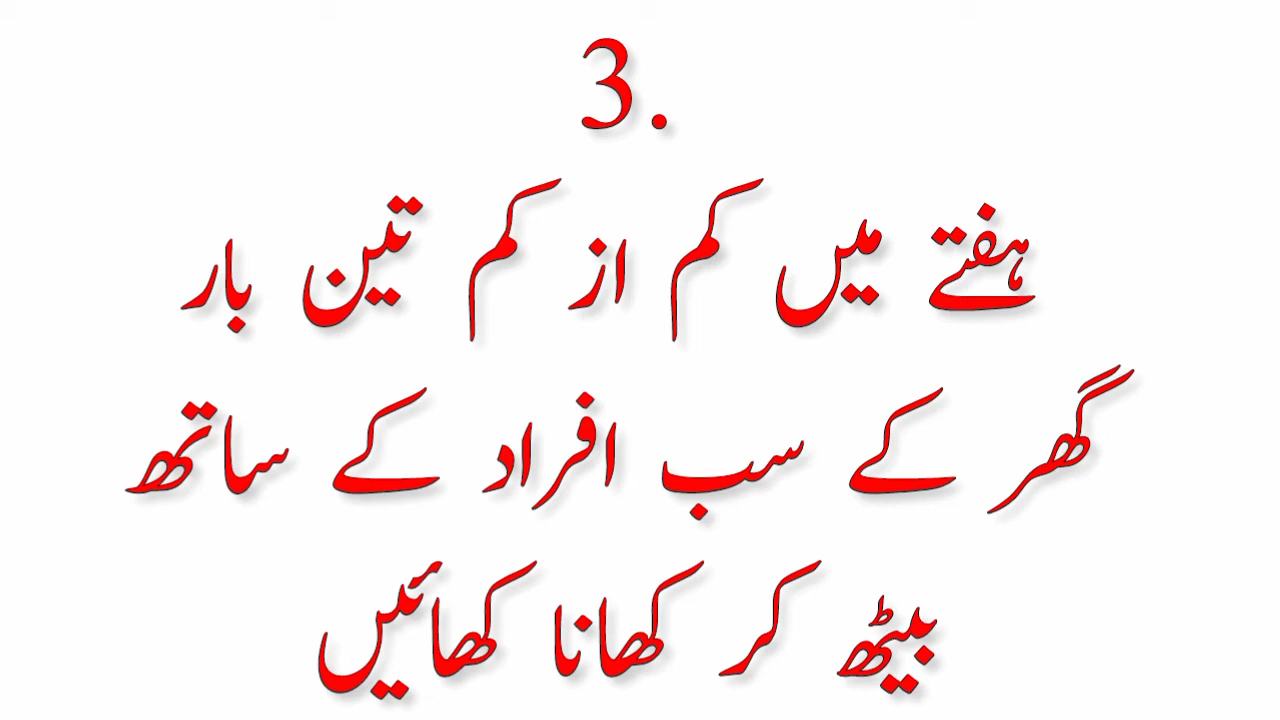 3.
ہفتے میں کم از کم تین بار
گھر کے سب افراد کے ساتھ
بیٹھ کر کھانا کھائیں